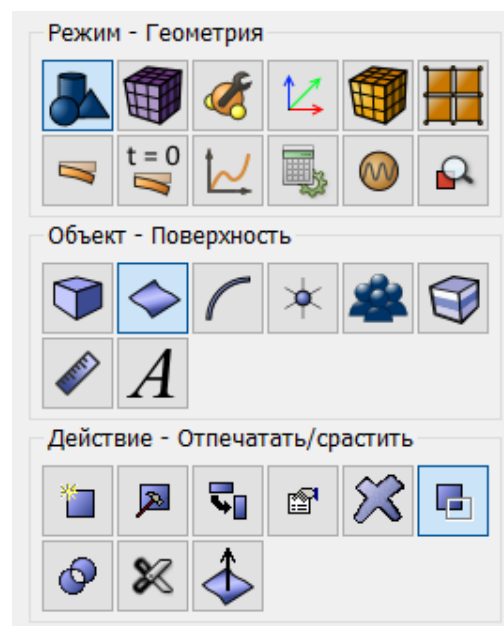 Режим - Геометрия
t = 0
Объект - Поверхность
A
Действие - Отпечатать/срастить